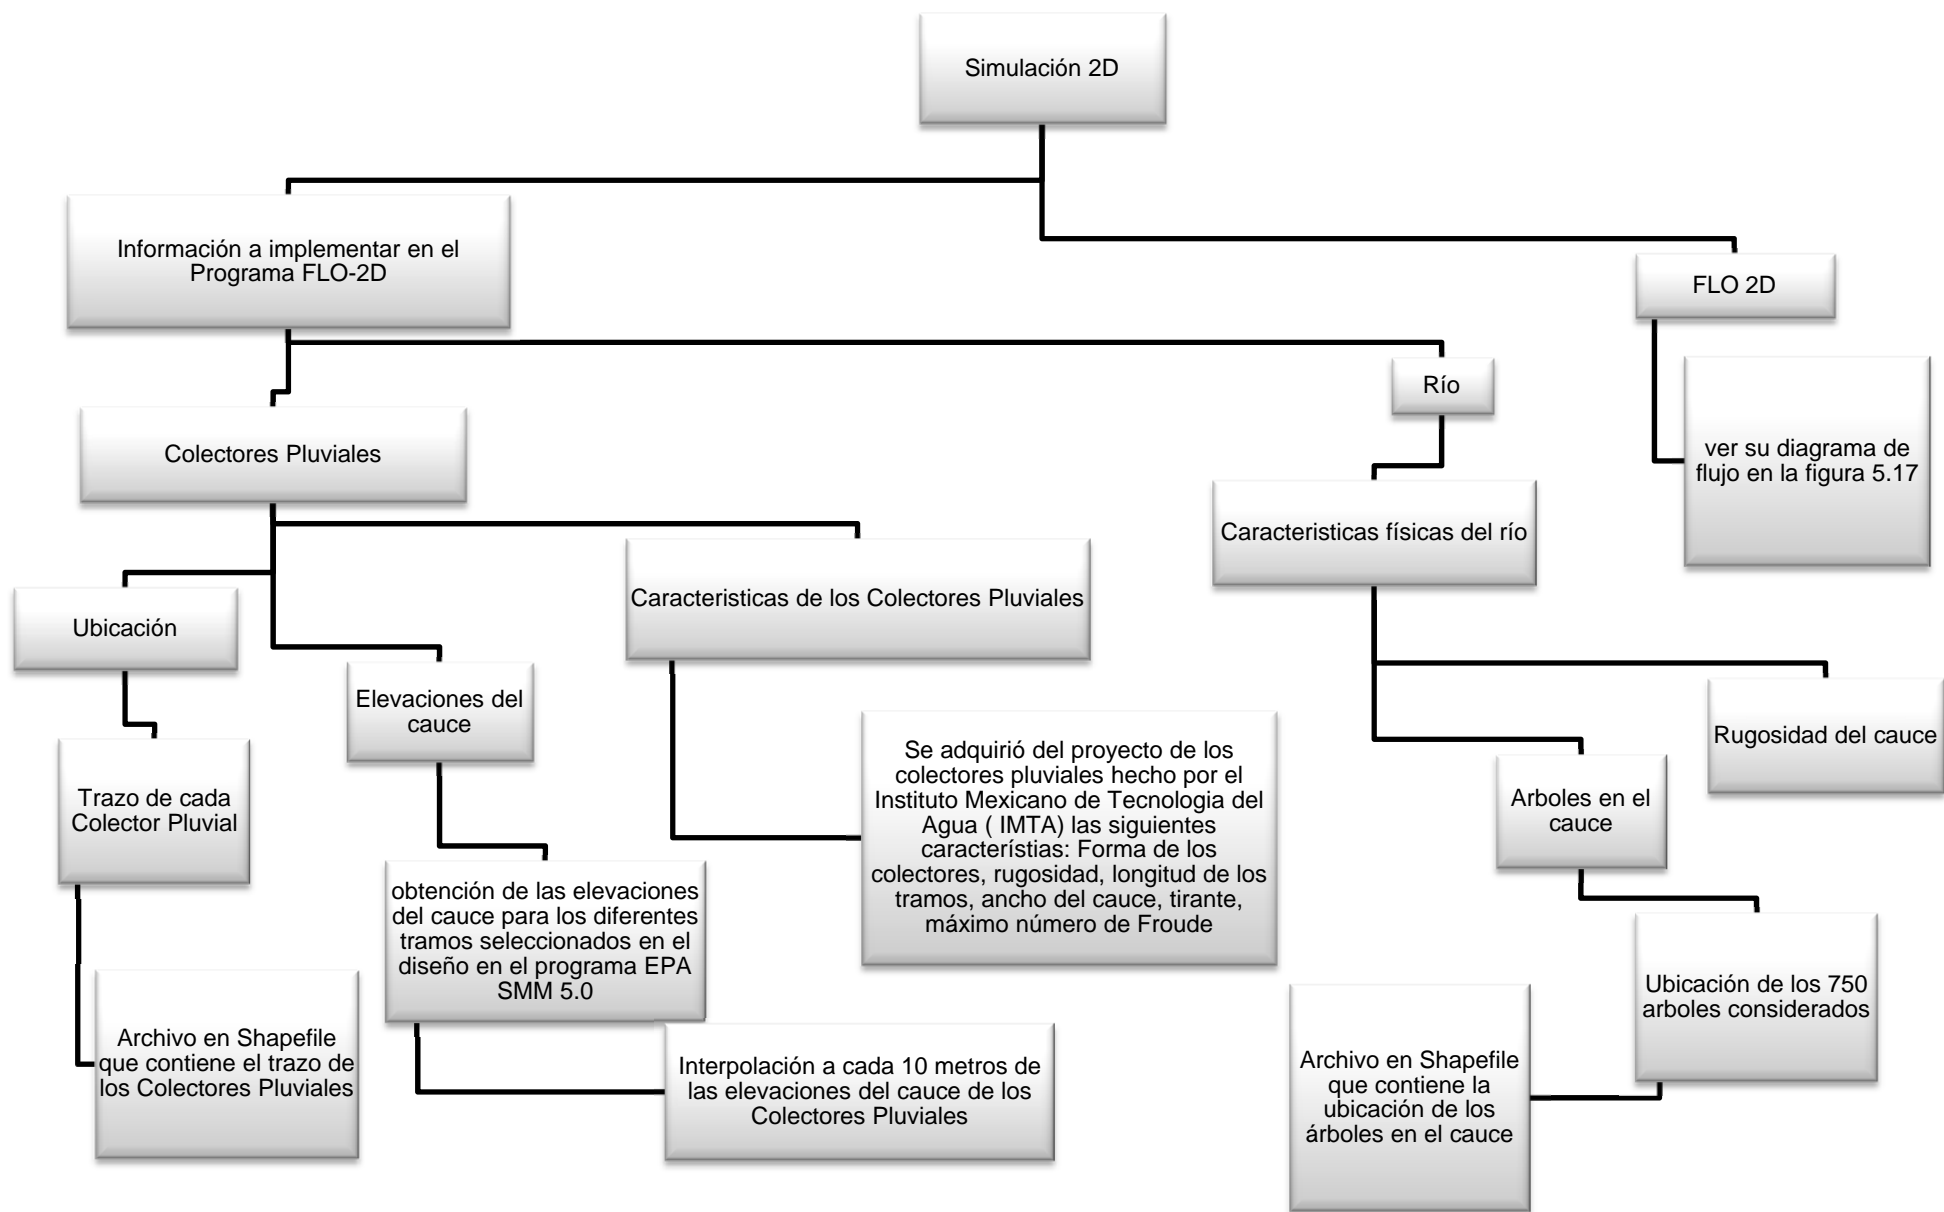 Simulación 2D
Información a implementar en el
Programa FLO-2D
FLO 2D
Río
ver su diagrama de
flujo en la figura 5.17
Colectores Pluviales
Caracteristicas físicas del río
Caracteristicas de los Colectores Pluviales
Ubicación
Elevaciones del
cauce
Rugosidad del cauce
Trazo de cada
Colector Pluvial
Se adquirió del proyecto de los
colectores pluviales hecho por el
Instituto Mexicano de Tecnologia del
Agua ( IMTA) las siguientes
característias: Forma de los
colectores, rugosidad, longitud de los
tramos, ancho del cauce, tirante,
máximo número de Froude
Arboles en el
cauce
obtención de las elevaciones
del cauce para los diferentes
tramos seleccionados en el
diseño en el programa EPA
SMM 5.0
Ubicación de los 750
arboles considerados
Archivo en Shapefile
que contiene el trazo de
los Colectores Pluviales
Interpolación a cada 10 metros de
las elevaciones del cauce de los
Colectores Pluviales
Archivo en Shapefile
que contiene la
ubicación de los
árboles en el cauce